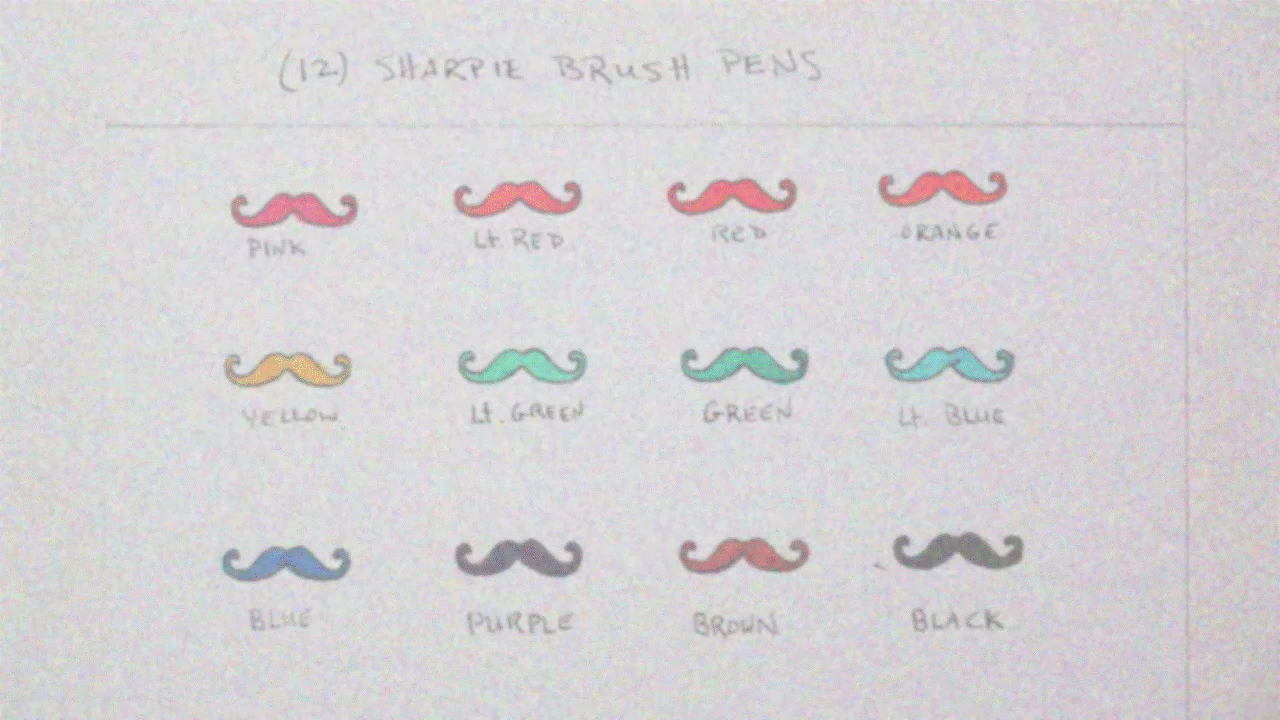 (12) SHARPIE BRUSH PENS
PINK Lt. RED RED ORANGE
YELLOW Lt. GREEN GREEN Lt. BLUE
BLUE PURPLE BROWN BLACK